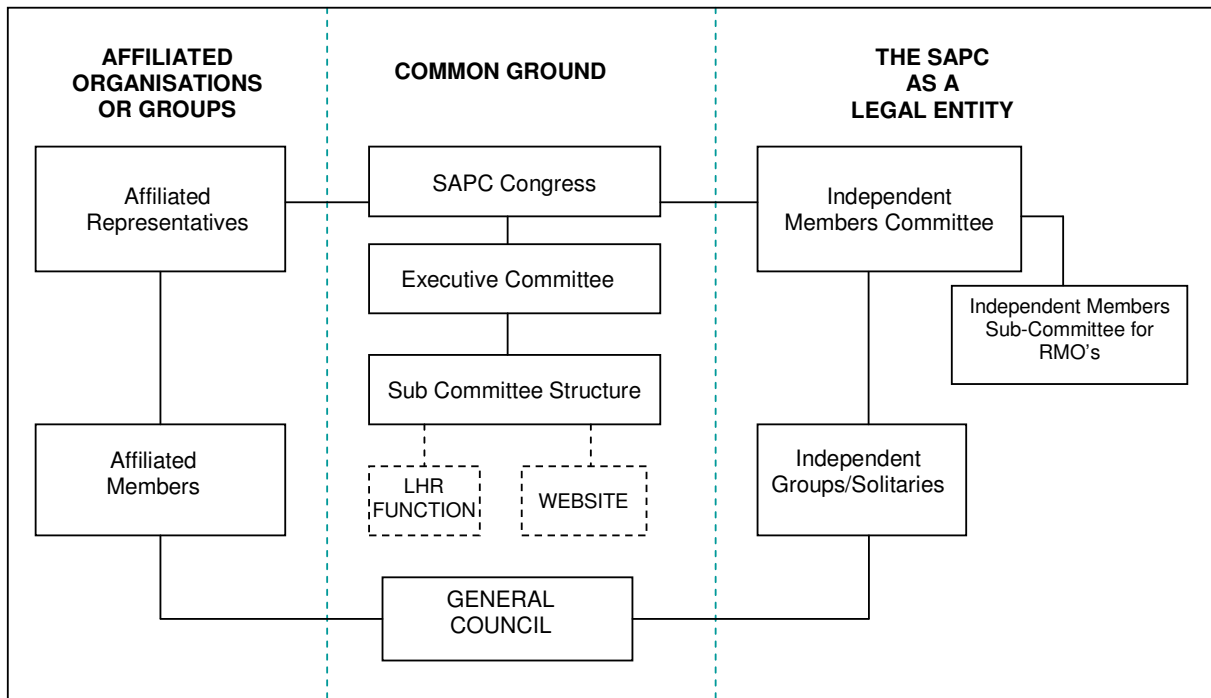 AFFILIATED
ORGANISATIONS
OR GROUPS
COMMON GROUND
THE SAPC
AS A
LEGAL ENTITY
Affiliated
Representatives
SAPC Congress
Independent
Members Committee
Executive Committee
Independent Members
Sub-Committee for
RMO's
Sub Committee Structure
Affiliated
Members
LHR
FUNCTION
WEBSITE
Independent
Groups/Solitaries
GENERAL
COUNCIL